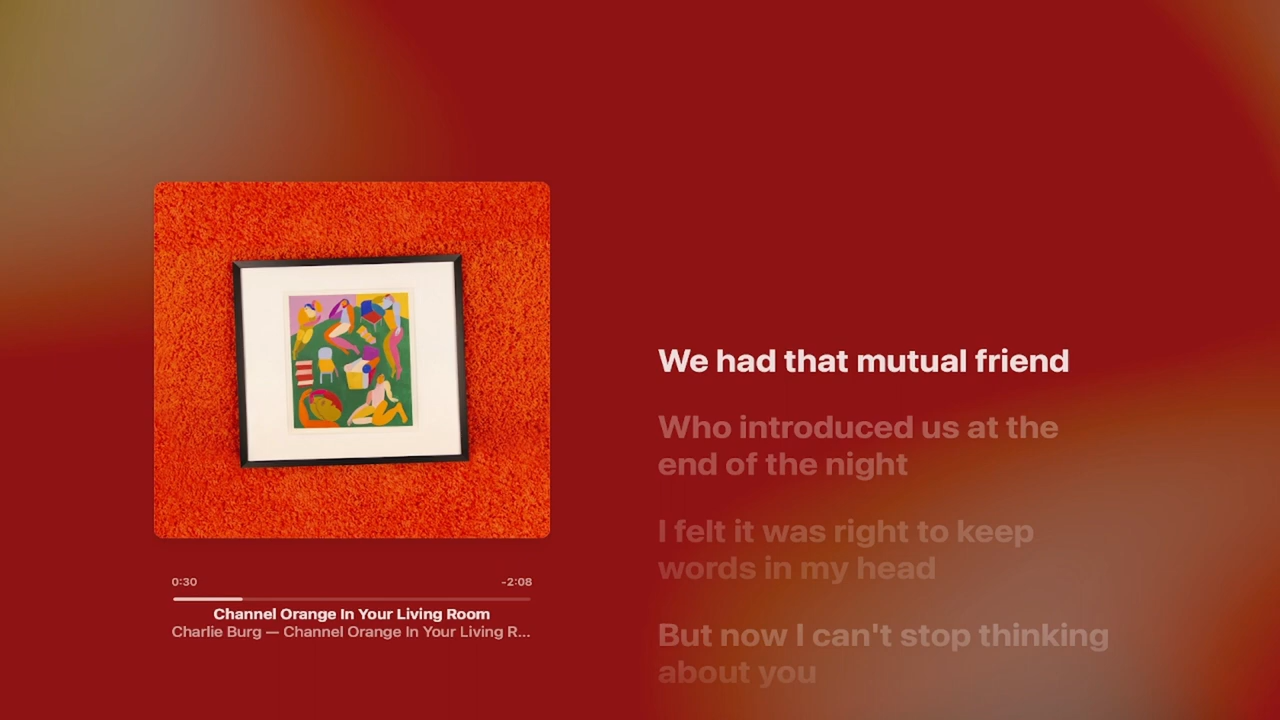 0:30
-2:08
Channel Orange In Your Living Room
Charlie Burg — Channel Orange In Your Living R...
We had that mutual friend
Who introduced us at the
end of the night
I felt it was right to keep
words in my head
But now I can't stop thinking
about you